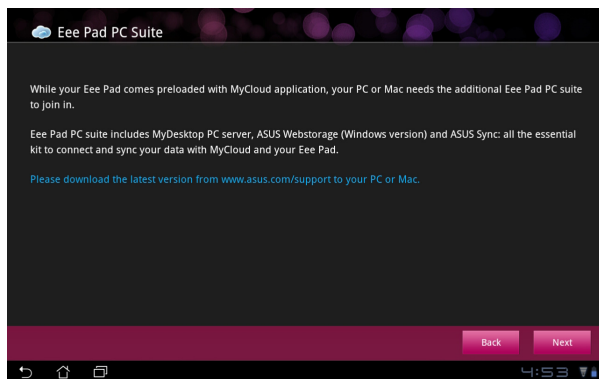 Eee Pad PC Suite
While your Eee Pad comes preloaded with MyCloud application, your PC or Mac needs the additional Eee Pad PC suite
to join in.
Eee Pad PC suite includes MyDesktop PC server, ASUS Webstorage (Windows version) and ASUS Sync: all the essential
kit to connect and sync your data with MyCloud and your Eee Pad.
Please download the latest version from www.asus.com/support to your PC or Mac.
Back Next
4:53